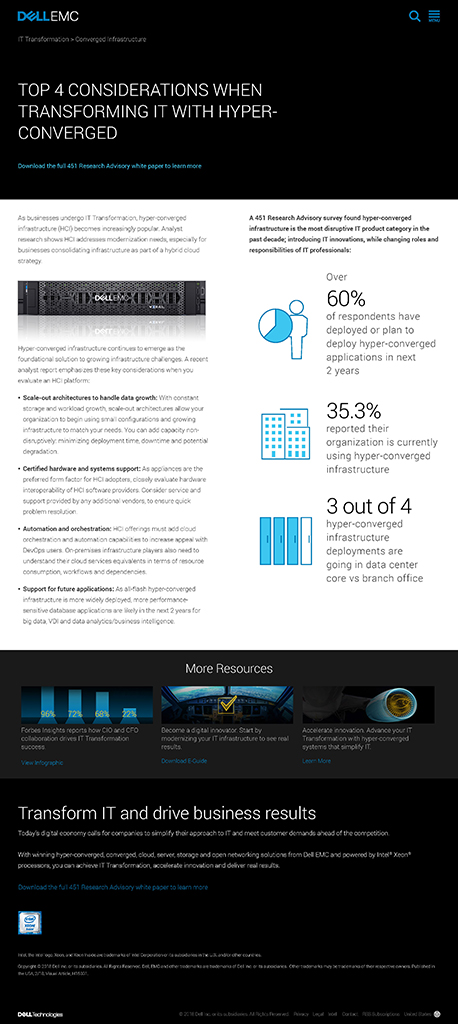 DELLEMC
MENU
IT Transformation > Converged Infrastructure
TOP 4 CONSIDERATIONS WHEN
TRANSFORMING IT WITH HYPER-
CONVERGED
Download the full 451 Research Advisory white paper to learn more
As businesses undergo IT Transformation, hyper-converged
infrastructure (HCI) becomes increasingly popular. Analyst
research shows HCI addresses modernization needs, especially for
businesses consolidating infrastructure as part of a hybrid cloud
strategy.
DELLEMC
Hyper-converged infrastructure continues to emerge as the
foundational solution to growing infrastructure challenges. A recent
analyst report emphasizes these key considerations when you
evaluate an HCI platform:
• Scale-out architectures to handle data growth: With constant
storage and workload growth, scale-out architectures allow your
organization to begin using small configurations and growing
infrastructure to match your needs. You can add capacity non-
disruptively: minimizing deployment time, downtime and potential
degradation.
• Certified hardware and systems support: As appliances are the
preferred form factor for HCI adopters, closely evaluate hardware
interoperability of HCI software providers. Consider service and
support provided by any additional vendors, to ensure quick
problem resolution.
• Automation and orchestration: HCI offerings must add cloud
orchestration and automation capabilities to increase appeal with
DevOps users. On-premises infrastructure players also need to
understand their cloud services equivalents in terms of resource
consumption, workflows and dependencies.
• Support for future applications: As all-flash hyper-converged
infrastructure is more widely deployed, more performance-
sensitive database applications are likely in the next 2 years for
big data, VDI and data analytics/business intelligence.
A 451 Research Advisory survey found hyper-converged
infrastructure is the most disruptive IT product category in the
past decade; introducing IT innovations, while changing roles and
responsibilities of IT professionals:
Over
60%
of respondents have
deployed or plan to
deploy hyper-converged
applications in next
2 years
35.3%
reported their
organization is currently
using hyper-converged
infrastructure
3 out of 4
hyper-converged
infrastructure
deployments are
going in data center
core vs branch office
More Resources
96% 72% 68% 22%
Forbes Insights reports how CIO and CFO
collaboration drives IT Transformation
success.
View Infographic
Become a digital innovator. Start by
modernizing your IT infrastructure to see real
results.
Download E-Guide
Accelerate innovation. Advance your IT
Transformation with hyper-converged
systems that simplify IT.
Learn More
Transform IT and drive business results
Today's digital economy calls for companies to simplify their approach to IT and meet customer demands ahead of the competition.
With winning hyper-converged, converged, cloud, server, storage and open networking solutions from Dell EMC and powered by Intel® Xeon®
processors, you can achieve IT Transformation, accelerate innovation and deliver real results.
Download the full 451 Research Advisory white paper to learn more
Intel, the Intel logo, Xeon, and Xeon Inside are trademarks of Intel Corporation or its subsidiaries in the U.S. and/or other countries.
Copyright © 2018 Dell Inc. or its subsidiaries. All Rights Reserved. Dell, EMC and other trademarks are trademarks of Dell Inc. or its subsidiaries. Other trademarks may be trademarks of their respective owners. Published in
DELLTechnologies
© 2018 Dell Inc. or its subsidiaries. All Rights Reserved Privacy Legal Contact RSS Subscriptions United States